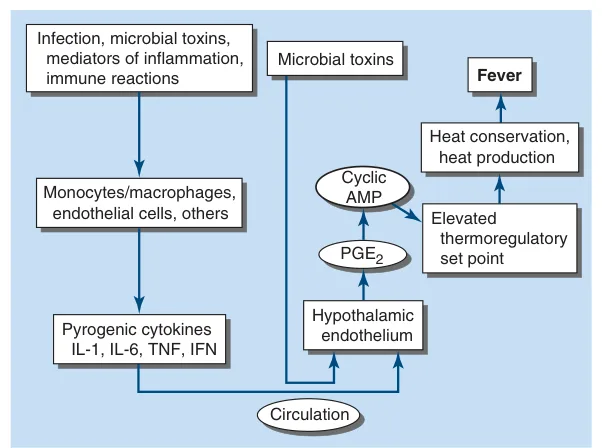 Infection, microbial toxins,
mediators of inflammation,
immune reactions
Microbial toxins
Fever
Heat conservation,
heat production
Cyclic
AMP
Monocytes/macrophages,
endothelial cells, others
Elevated
thermoregulatory
set point
PGE2
Hypothalamic
endothelium
Pyrogenic cytokines
IL-1, IL-6, TNF, IFN
Circulation